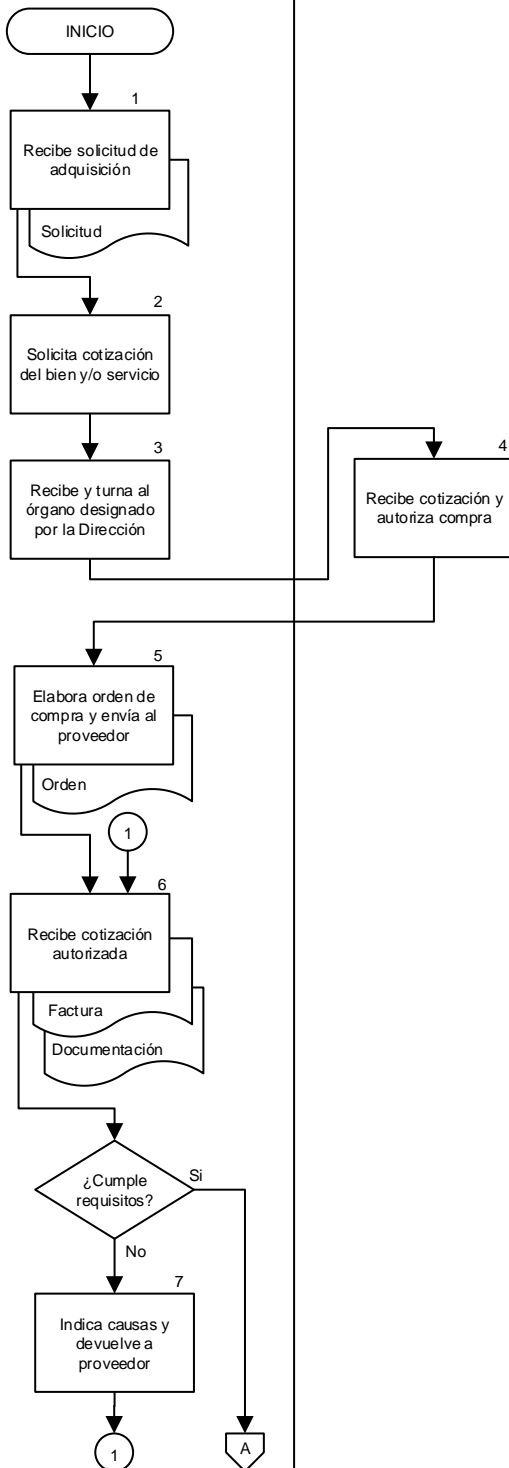 INICIO
1
Recibe solicitud de
adquisición
Solicitud
2
Solicita cotización
del bien y/o servicio
3
Recibe y turna al
órgano designado
por la Dirección
4
Recibe cotización y
autoriza compra
5
Elabora orden de
compra y envía al
proveedor
Orden
1
6
Recibe cotización
autorizada
Factura
Documentación
¿Cumple
requisitos?
Si
No
7
Indica causas y
devuelve a
proveedor
1
A